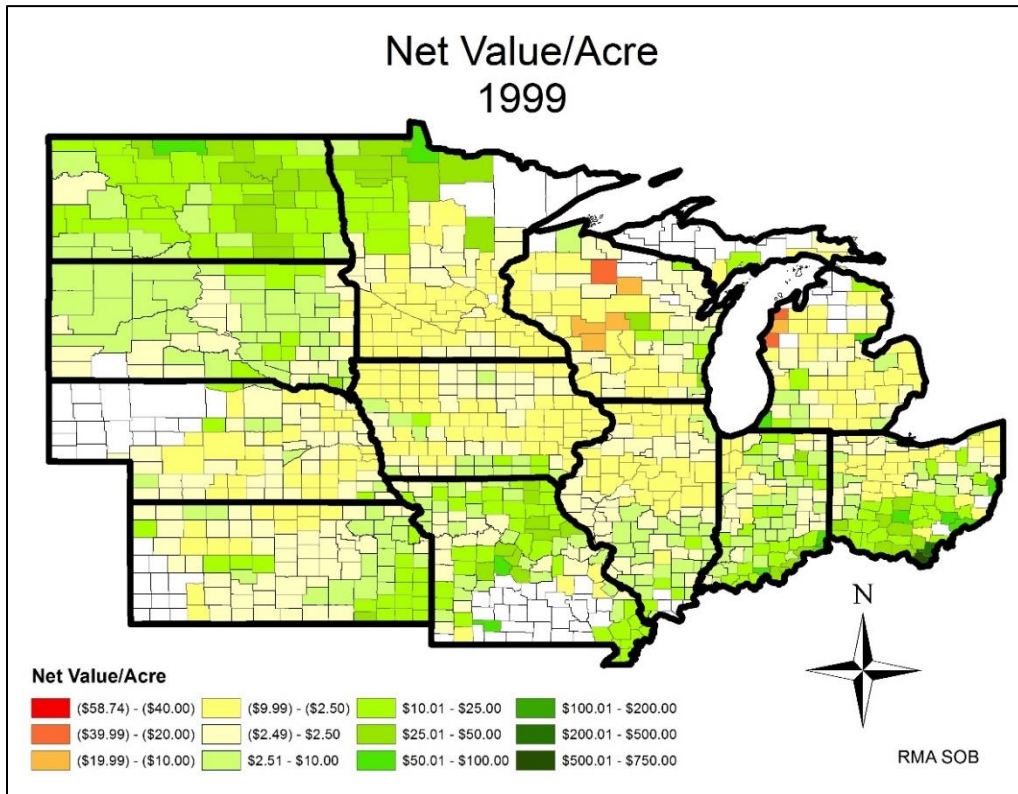 Net Value/Acre
1999
N
Net Value/Acre
($58.74) - ($40.00)
($39.99) - ($20.00)
($19.99) - ($10.00)
($9.99) - ($2.50)
($2.49) - $2.50
$2.51 - $10.00
$10.01 - $25.00
$25.01 - $50.00
$50.01 - $100.00
$100.01 - $200.00
$200.01 - $500.00
$500.01 - $750.00
RMA SOB